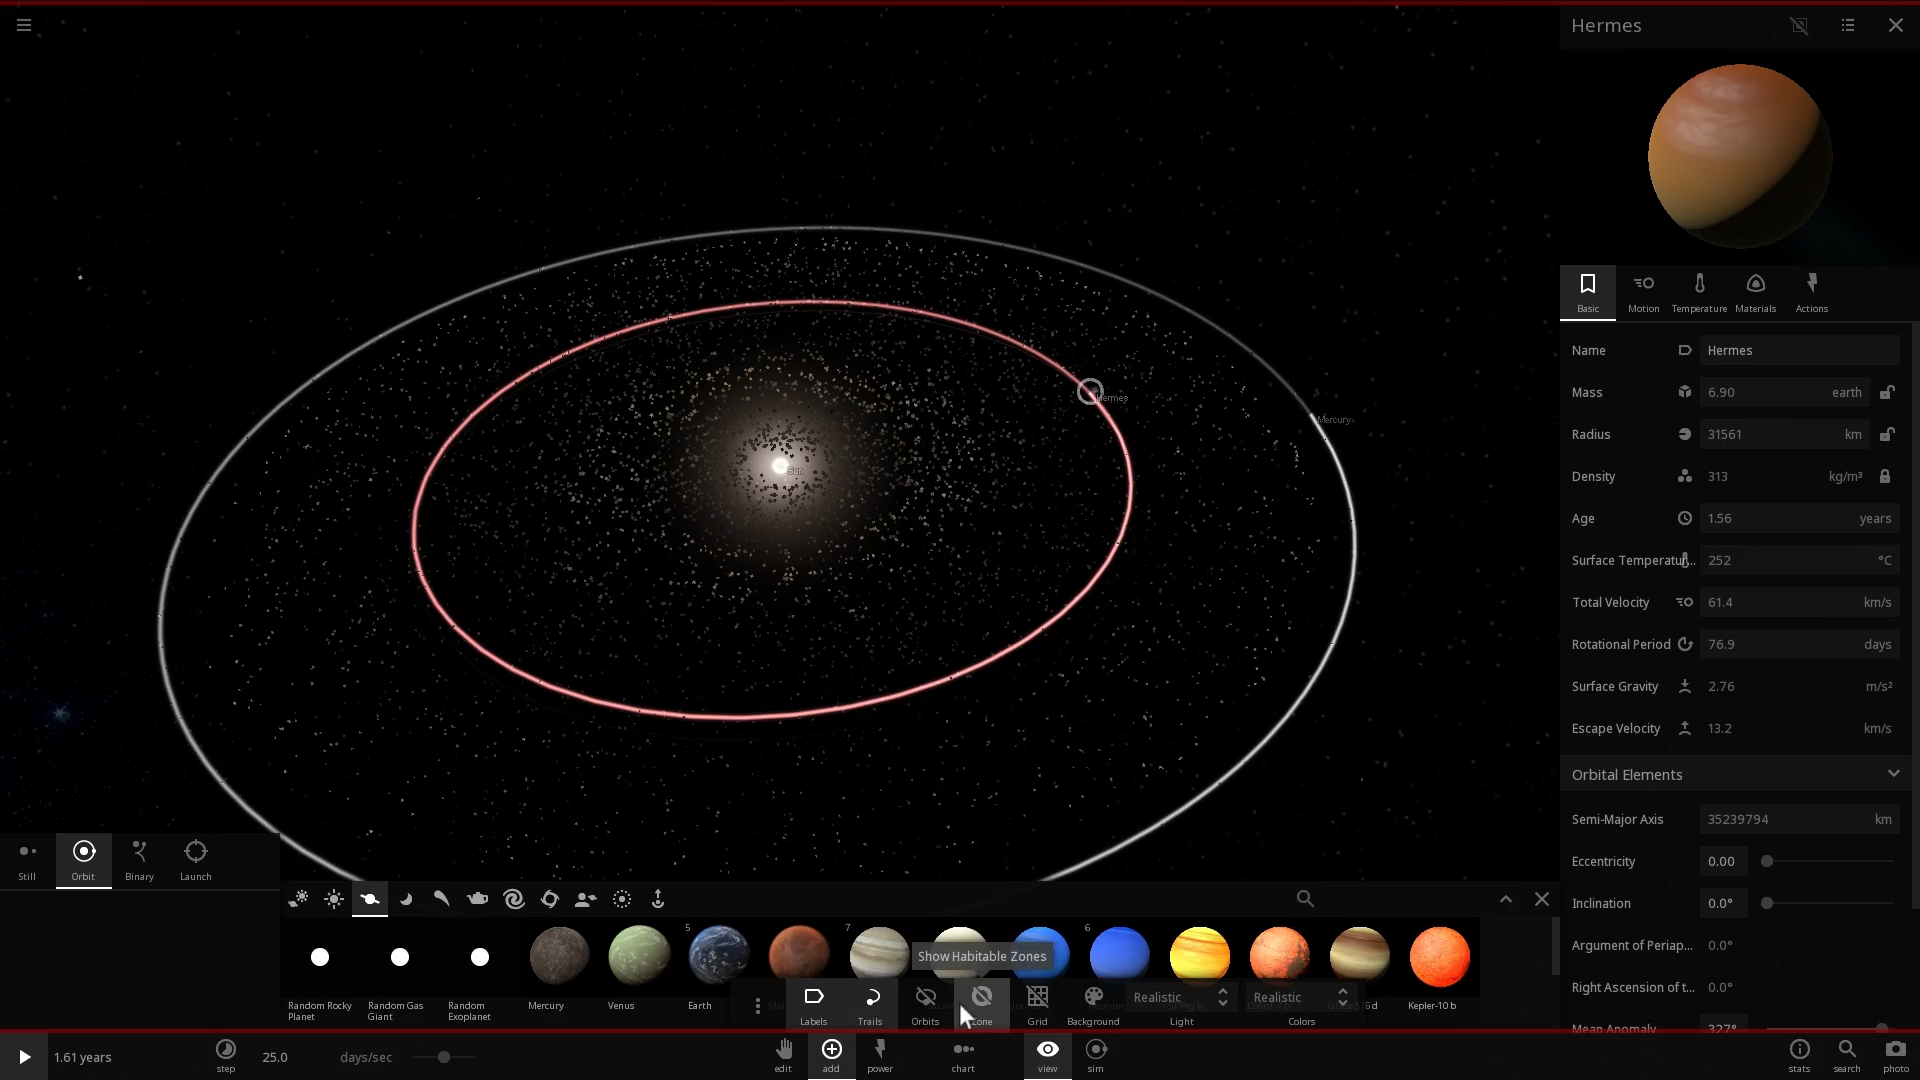 Hermes
Hermes
Mercury
Sun
Basic
Motion
Temperature
Materials
Actions
Name
Hermes
Mass
6.90
earth
Radius
31561
km
Density
313
kg/m³
Age
1.56
years
Surface Temperatur...
252
°C
Total Velocity
61.4
km/s
Rotational Period
76.9
days
Surface Gravity
2.76
m/s²
Escape Velocity
13.2
km/s
Orbital Elements
Semi-Major Axis
35239794
km
Eccentricity
0.00
Inclination
0.0°
Argument of Periap...
0.0°
Right Ascension of t...
0.0°
Mean Anomaly
327°
Still
Orbit
Binary
Launch
5
7
6
Show Habitable Zones
Random Rocky
Planet
Random Gas
Giant
Random
Exoplanet
Mercury
Venus
Earth
6 d
Kepler-10 b
Labels
Trails
Orbits
Zone
Grid
Background
Realistic
Light
Realistic
Colors
1.61 years
step
25.0
days/sec
edit
add
power
chart
view
sim
stats
search
photo